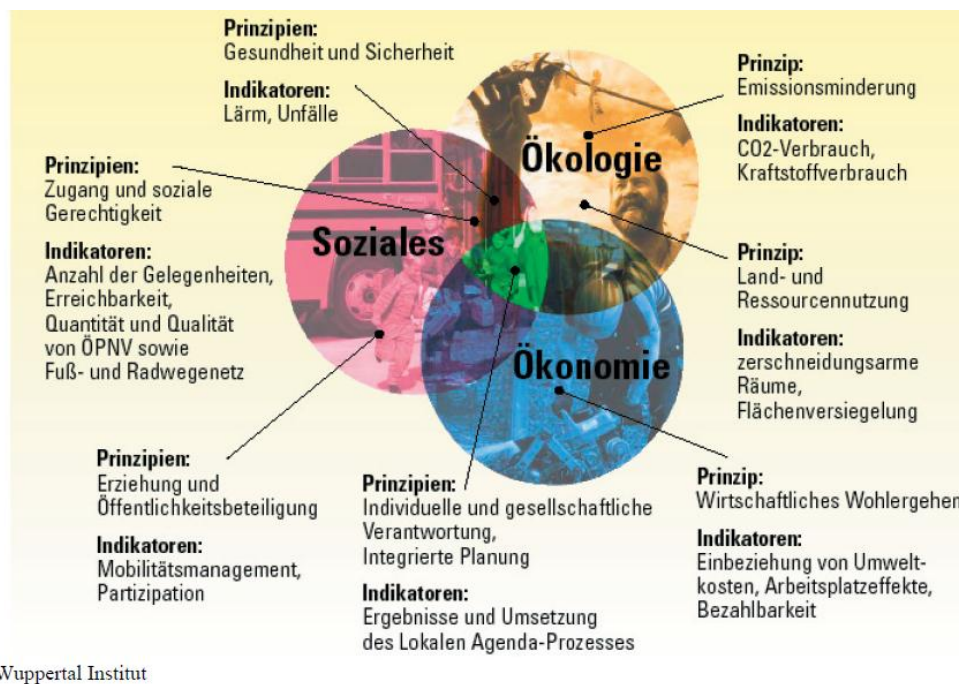 Prinzipien:
Gesundheit und Sicherheit
Indikatoren:
Lärm, Unfälle
Prinzip:
Emissionsminderung
Indikatoren:
CO2-Verbrauch,
Kraftstoffverbrauch
Ökologie
Prinzipien:
Zugang und soziale
Gerechtigkeit
Indikatoren:
Anzahl der Gelegenheiten,
Erreichbarkeit,
Quantität und Qualität
von ÖPNV sowie
Fuß- und Radwegenetz
Soziales
Prinzip:
Land- und
Ressourcennutzung
Indikatoren:
zerschneidungsarme
Räume,
Flächenversiegelung
Ökonomie
Prinzipien:
Erziehung und
Öffentlichkeitsbeteiligung
Indikatoren:
Mobilitätsmanagement,
Partizipation
Prinzipien:
Individuelle und gesellschaftliche
Verantwortung,
Integrierte Planung
Indikatoren:
Ergebnisse und Umsetzung
des Lokalen Agenda-Prozesses
Prinzip:
Wirtschaftliches Wohlergehen
Indikatoren:
Einbeziehung von Umwelt-
kosten, Arbeitsplatzeffekte,
Bezahlbarkeit
Wuppertal Institut